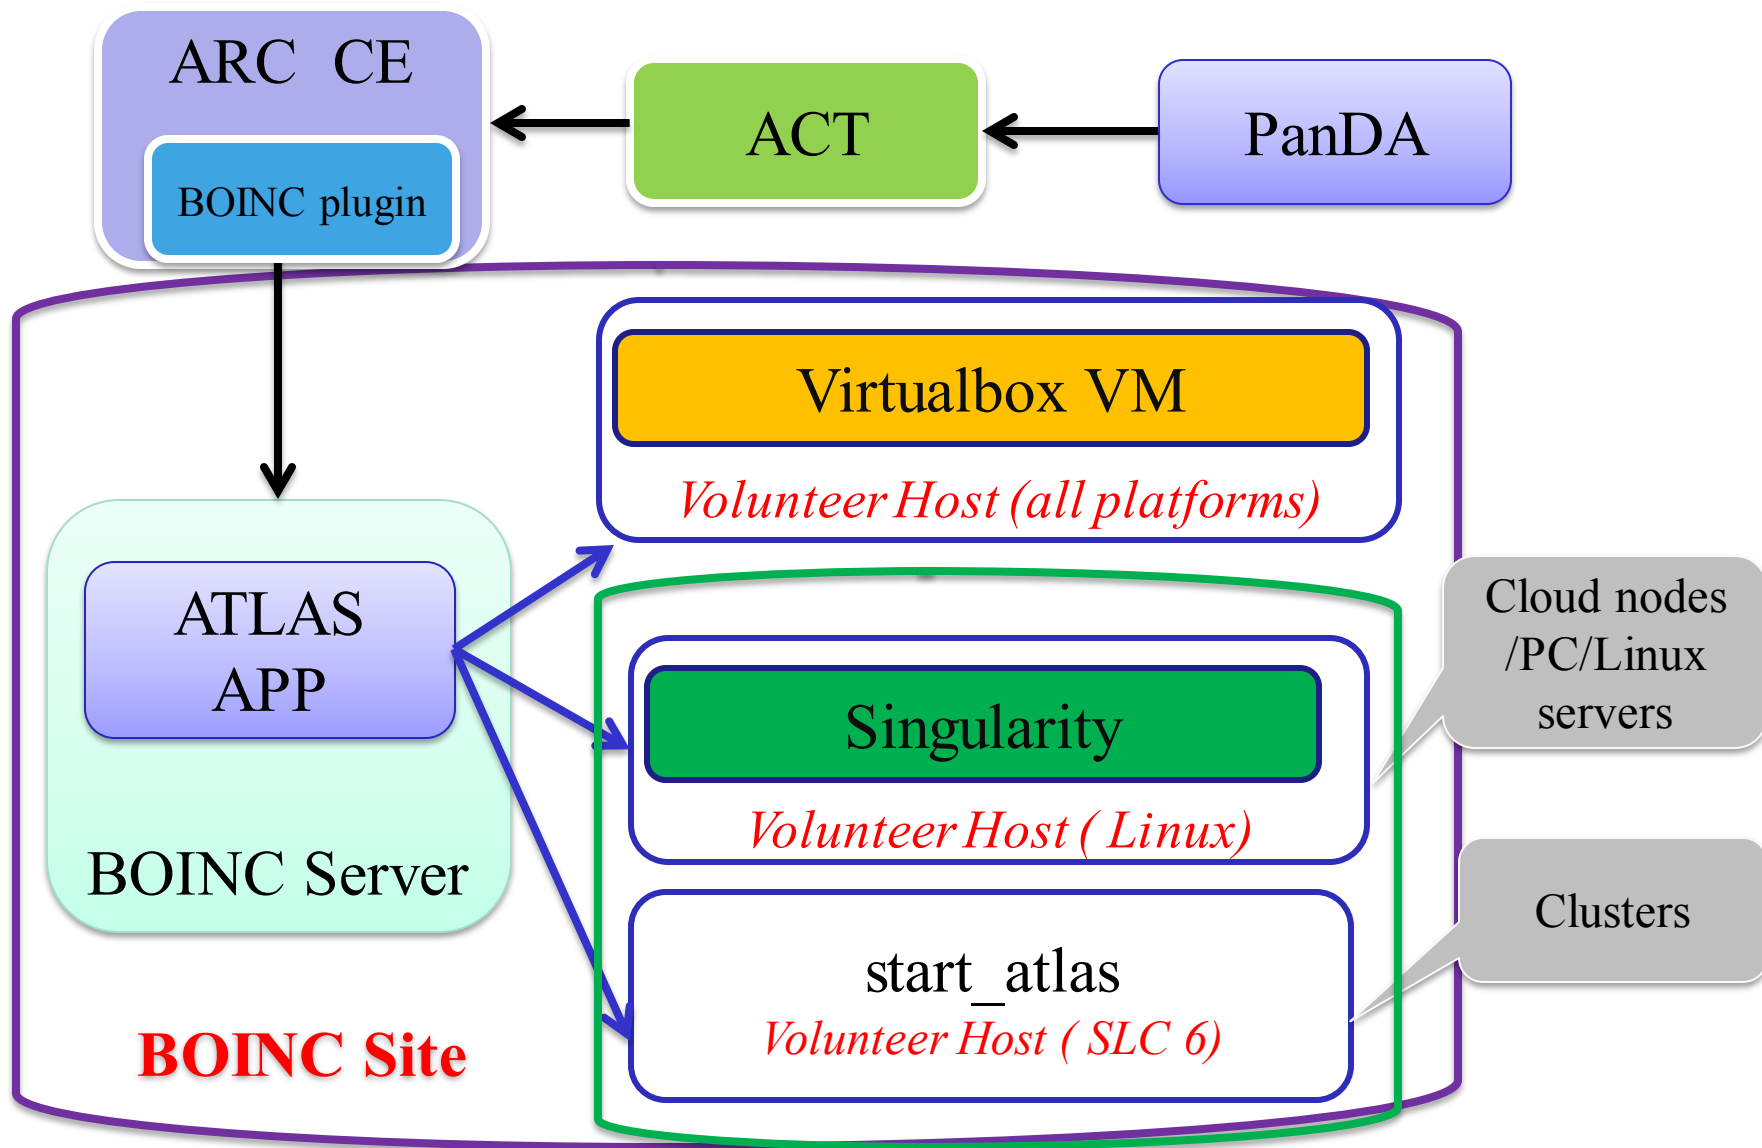 ARC CE
BOINC plugin
ACT
PanDA
Virtualbox VM
Volunteer Host (all platforms)
ATLAS
APP
BOINC Server
Singularity
Volunteer Host ( Linux)
Cloud nodes
/PC/Linux
servers
start_atlas
Volunteer Host ( SLC 6)
Clusters
BOINC Site